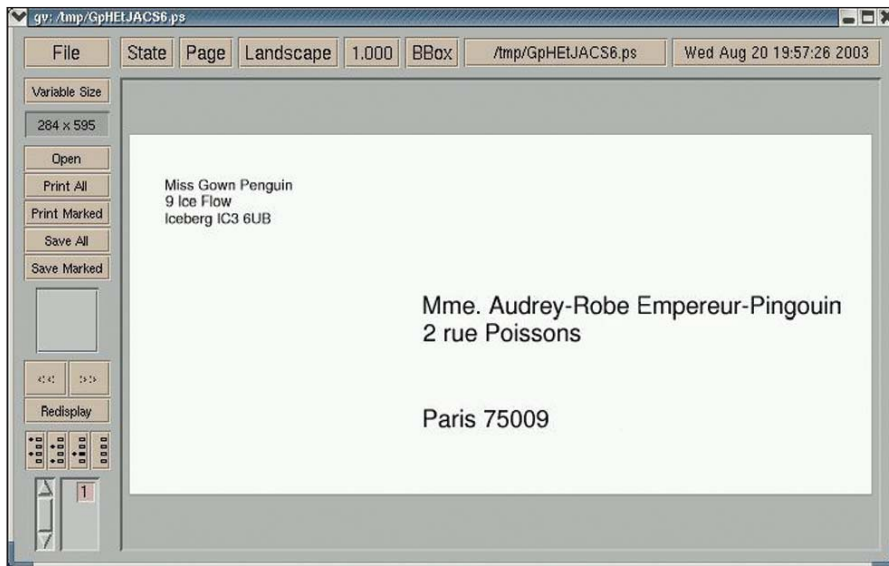 gv: /tmp/GpHEtJACS6.ps
File State Page Landscape 1.000 BBox /tmp/GpHEtJACS6.ps Wed Aug 20 19:57:26 2003
Variable Size
284 x 595
Open
Print All
Print Marked
Save All
Save Marked
<< >>
Redisplay
1
Miss Gown Penguin
9 Ice Flow
Iceberg IC3 6UB
Mme. Audrey-Robe Empereur-Pingouin
2 rue Poissons
Paris 75009